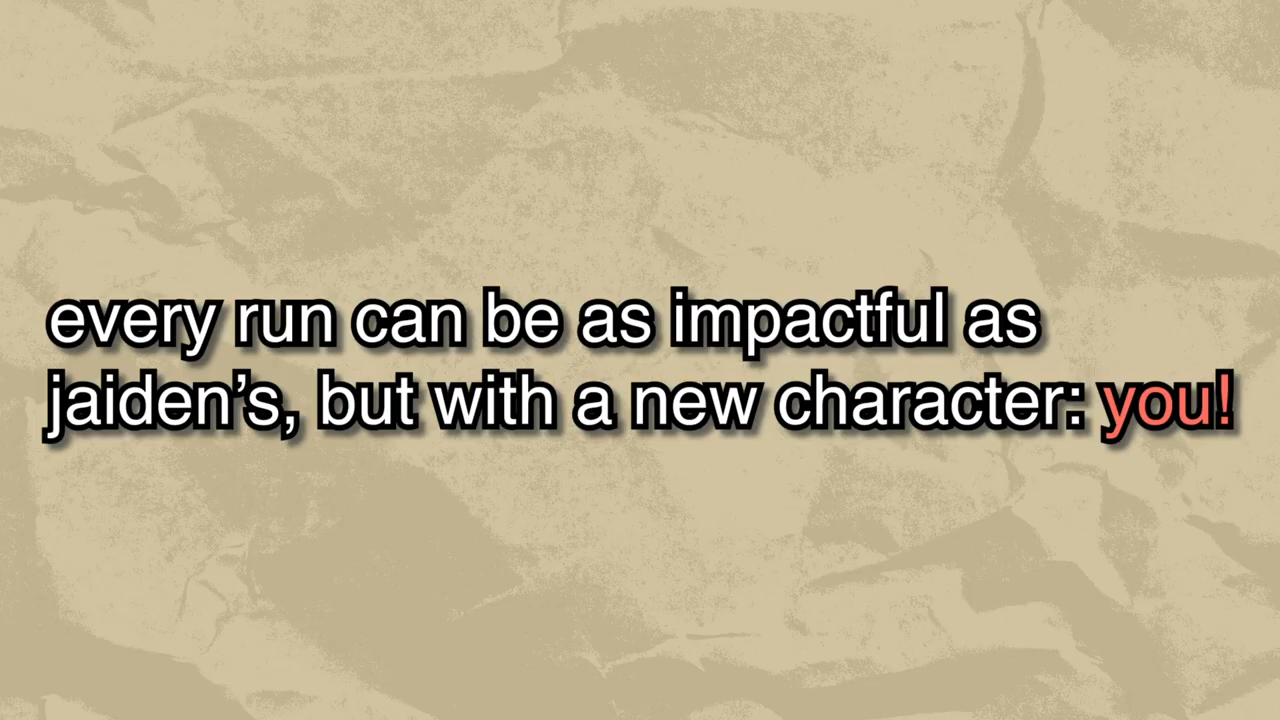 every run can be as impactful as
jaiden’s, but with a new character: you!